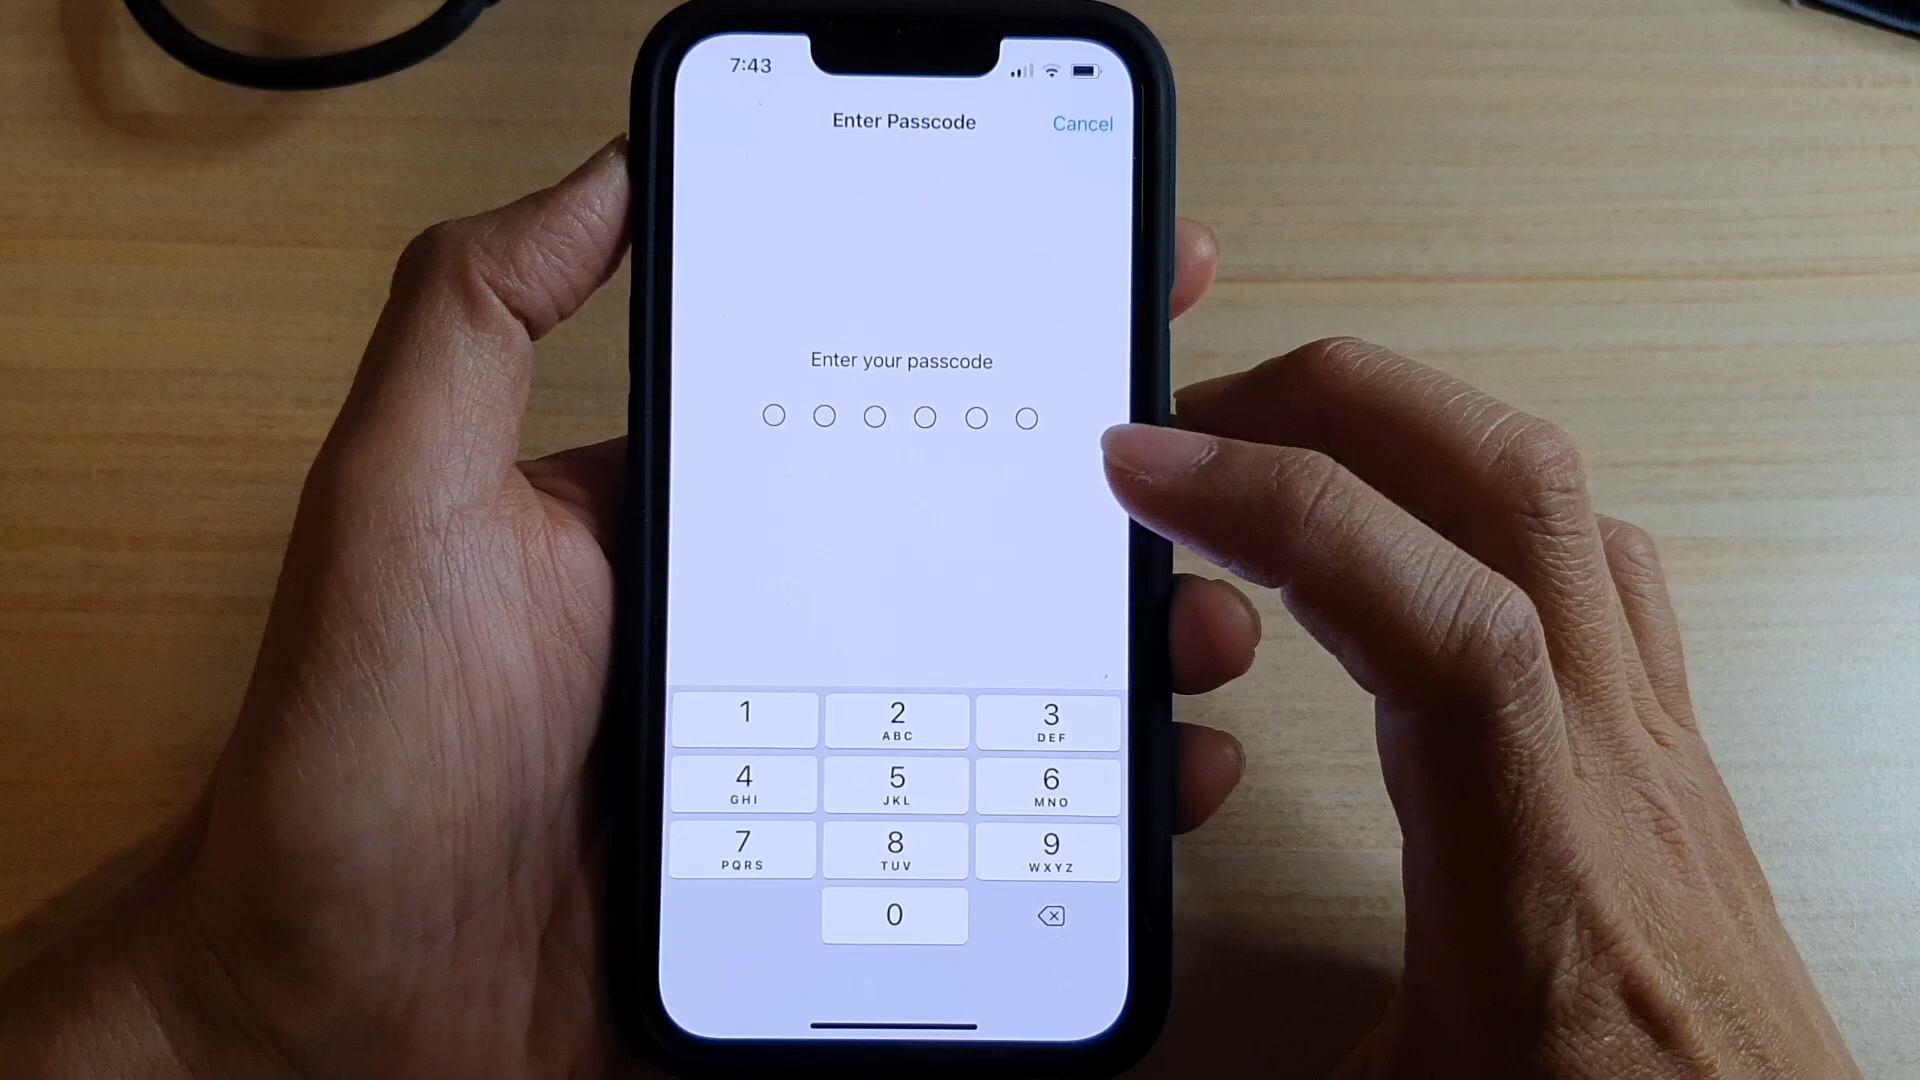 7:43
Enter Passcode
Cancel
Enter your passcode
1
2
ABC
3
DEF
4
GHI
5
JKL
6
MNO
7
PQRS
8
TUV
9
WXYZ
0